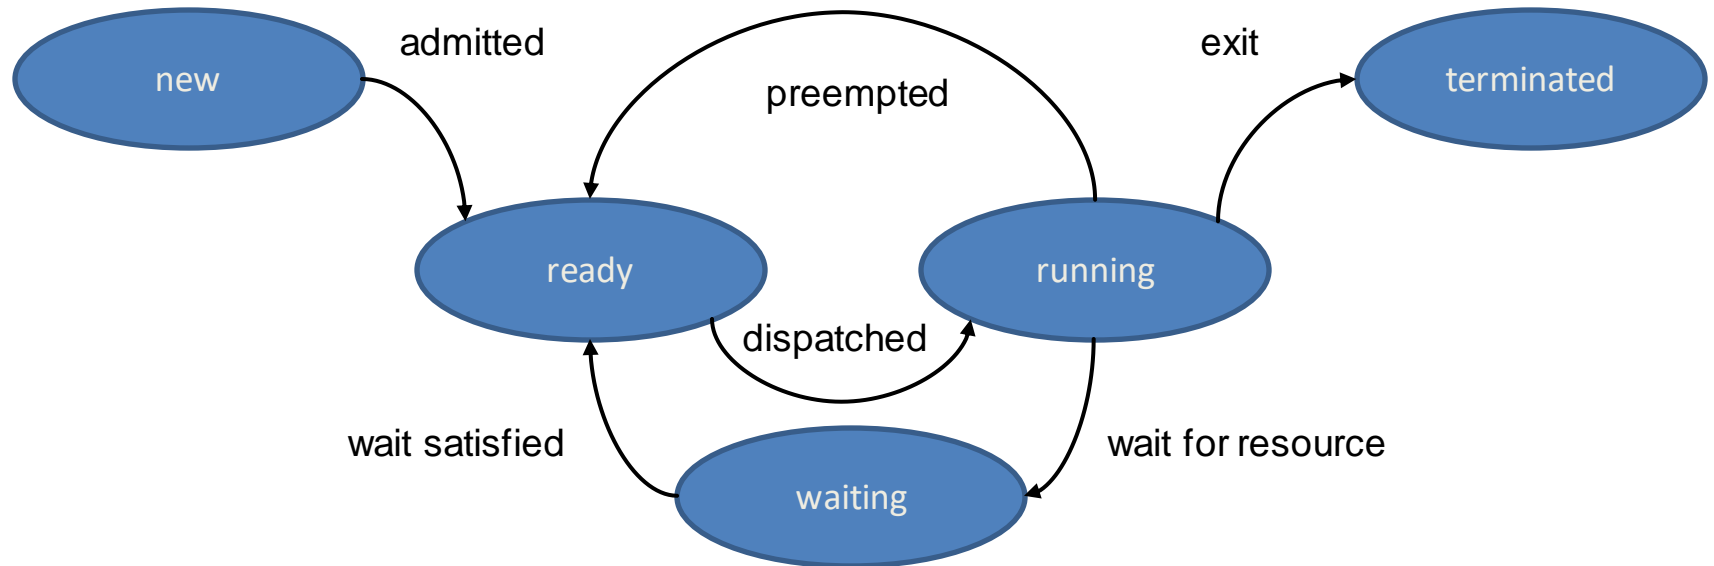 admitted
exit
new
preempted
terminated
ready
running
dispatched
wait satisfied
wait for resource
waiting